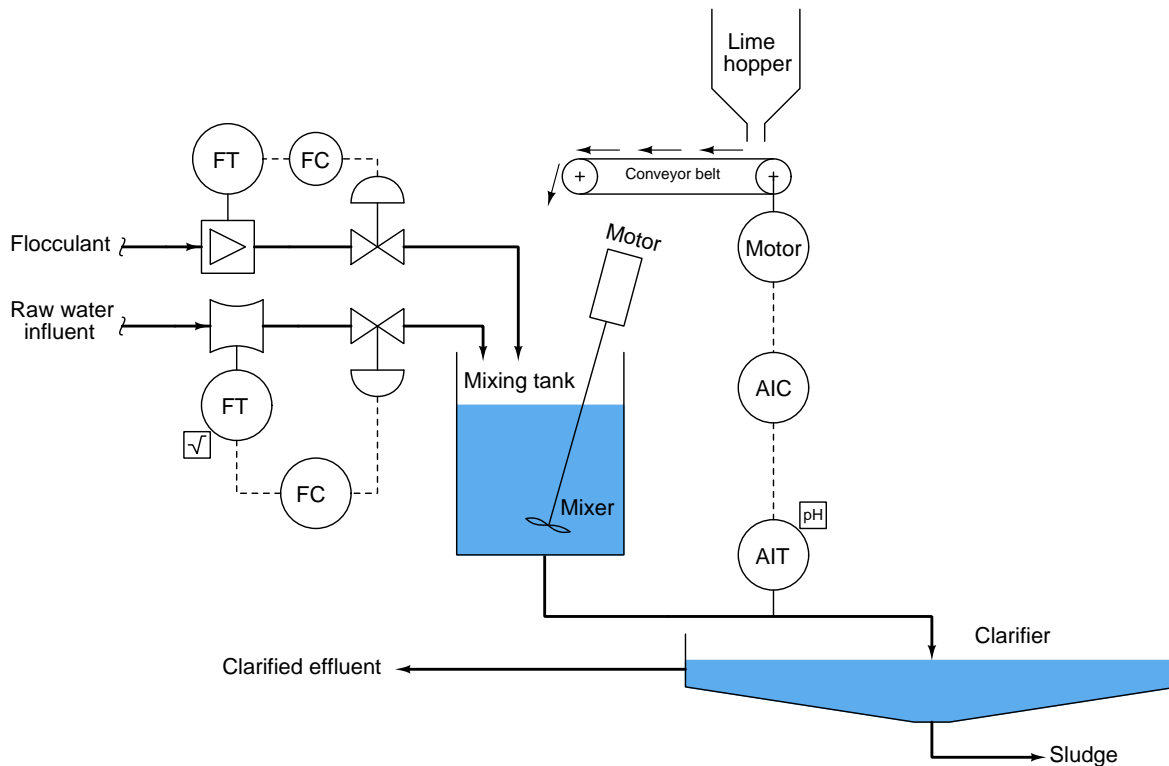 Lime
hopper
FT
FC
Conveyor belt
+
+
Motor
Motor
Flocculant
Raw water
influent
Mixing tank
FT
√
FC
AIC
Mixer
pH
AIT
Clarifier
Clarified effluent
Sludge